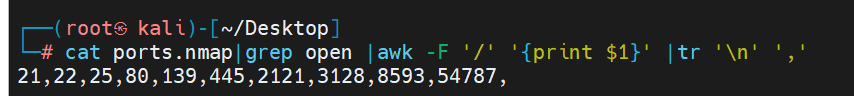 ┌──(root㉿ kali)-[~/Desktop]
└─# cat ports.nmap|grep open |awk -F '/' '{print $1}' |tr '\n' ','
21,22,25,80,139,445,2121,3128,8593,54787,